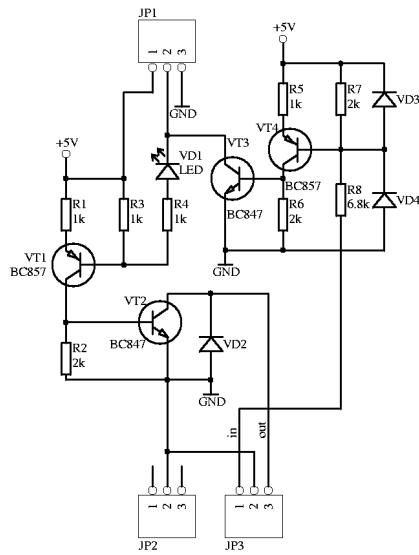 JP1
+5V
1 2 3
R5
1k
R7
2k
VD3
VT4
VT3
GND
+5V
VD1
LED
BC857
VD4
R8
6.8k
R1
1k
R3
1k
R4
1k
BC847
R6
2k
VT1
BC857
GND
VT2
BC847
VD2
R2
2k
GND
in
out
1 2 3
1 2 3
JP2
JP3